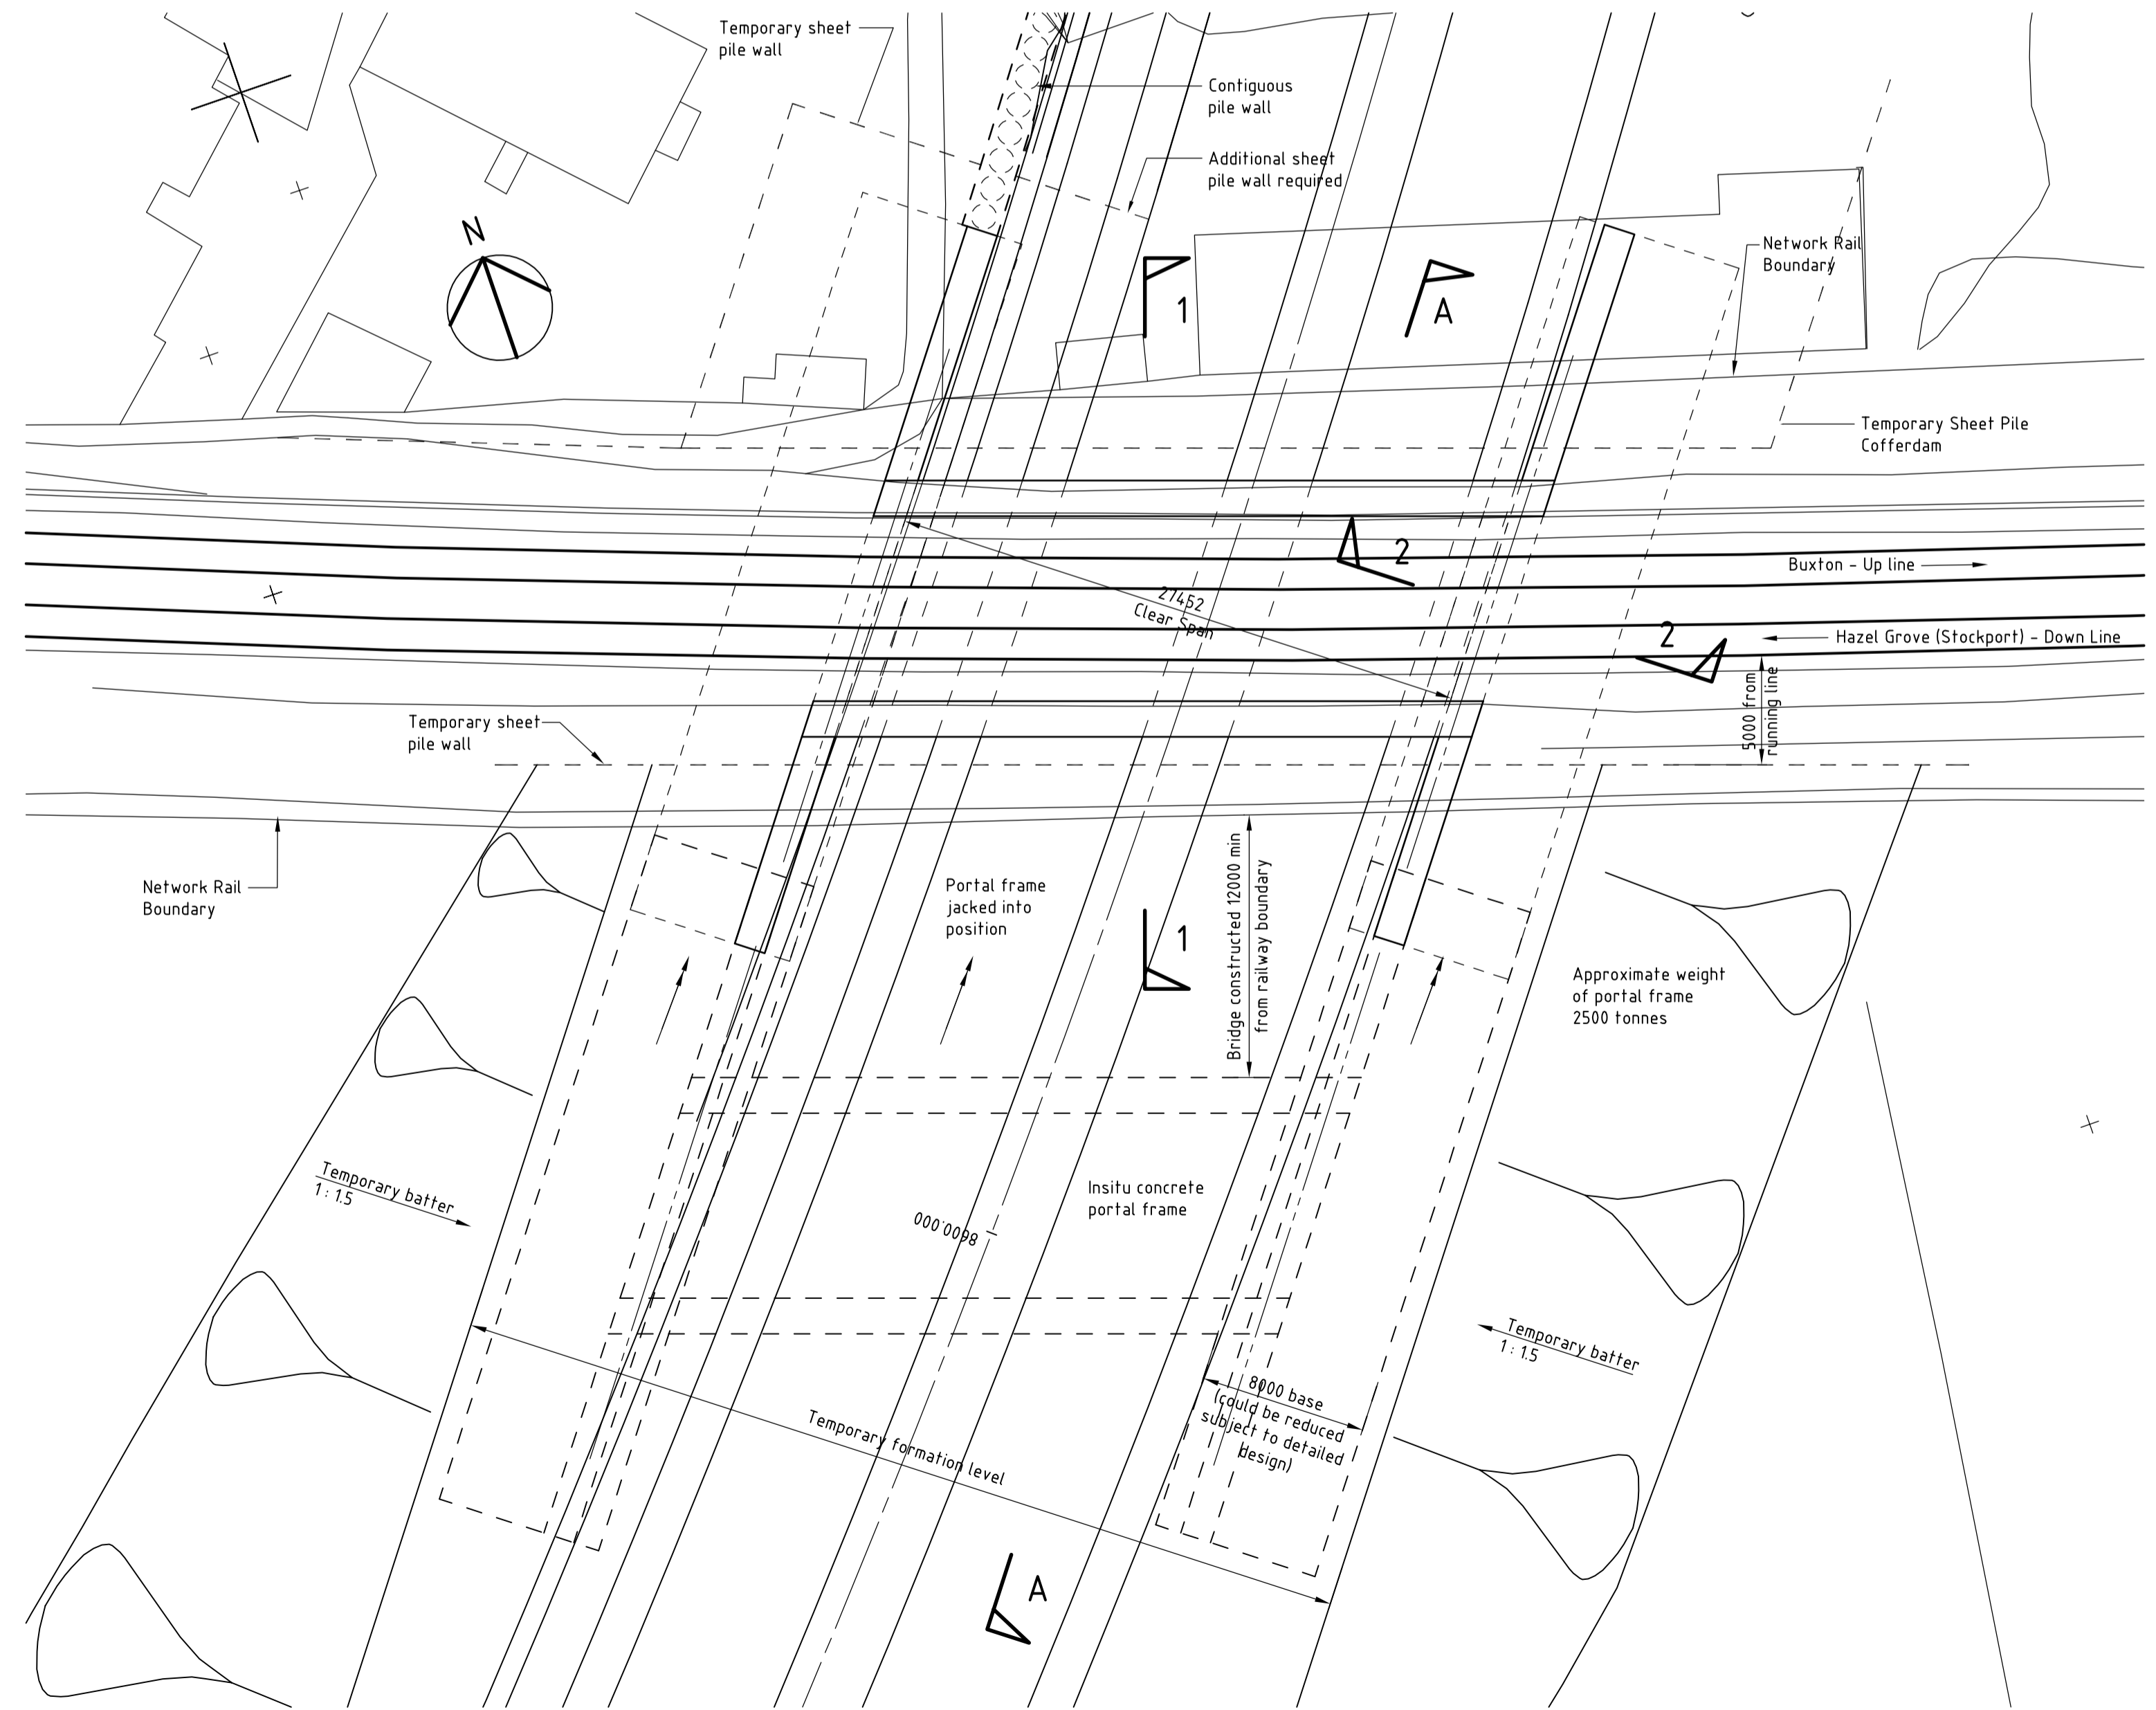 Temporary sheet
pile wall
Contiguous
pile wall
Additional sheet
pile wall required
N
1
A
Network Rail
Boundary
Temporary Sheet Pile
Cofferdam
2
Buxton - Up line
27452
Clear Span
2
Hazel Grove (Stockport) - Down Line
5000 from
running line
Temporary sheet
pile wall
Network Rail
Boundary
Portal frame
jacked into
position
1
Bridge constructed 12000 min
from railway boundary
Approximate weight
of portal frame
2500 tonnes
Temporary batter
1 : 1.5
Insitu concrete
portal frame
8600.000
Temporary batter
1 : 1.5
8000 base
(could be reduced
subject to detailed
design)
Temporary formation level
A